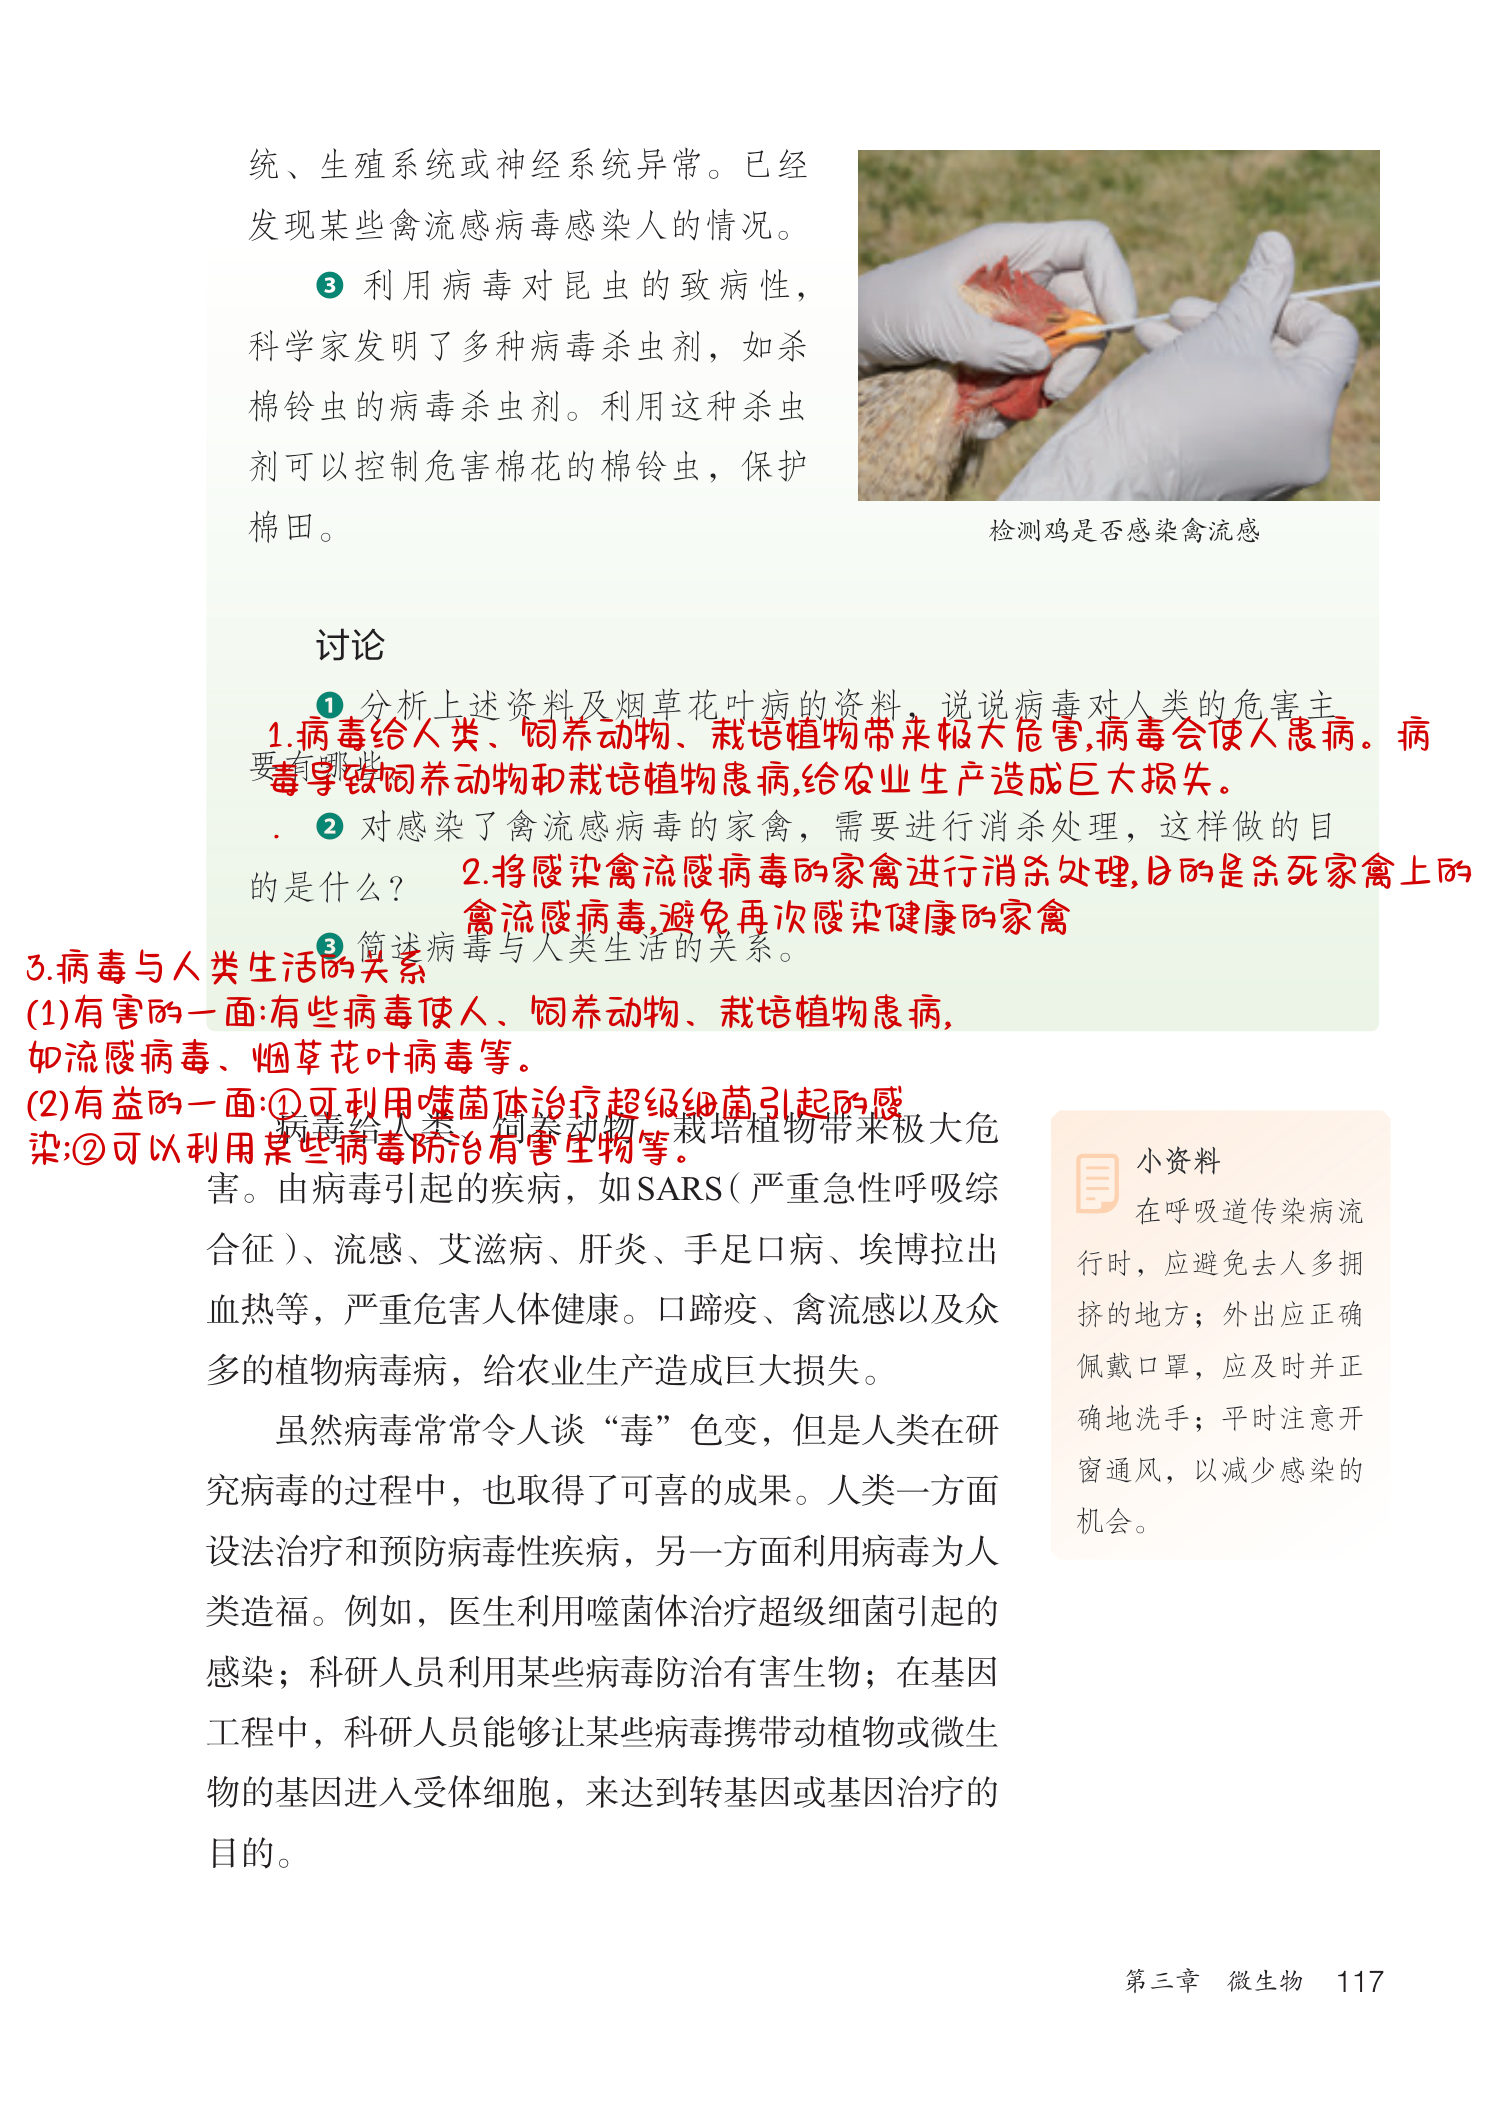 统、生殖系统或神经系统异常。已经
发现某些禽流感病毒感染人的情况。
3 利用病毒对昆虫的致病性，
科学家发明了多种病毒杀虫剂，如杀
棉铃虫的病毒杀虫剂。利用这种杀虫
剂可以控制危害棉花的棉铃虫，保护
棉田。
检测鸡是否感染禽流感
讨论
1 分析上述资料及烟草花叶病的资料，说说病毒对人类的危害主
要有哪些。
1.病毒给人类、饲养动物、栽培植物带来极大危害,病毒会使人患病。病
毒导致饲养动物和栽培植物患病,给农业生产造成巨大损失。
2 对感染了禽流感病毒的家禽，需要进行消杀处理，这样做的目
的是什么？
2.将感染禽流感病毒的家禽进行消杀处理,目的是杀死家禽上的
禽流感病毒,避免再次感染健康的家禽
3 简述病毒与人类生活的关系。
3.病毒与人类生活的关系
(1)有害的一面:有些病毒使人、饲养动物、栽培植物患病,
如流感病毒、烟草花叶病毒等。
(2)有益的一面:①可利用噬菌体治疗超级细菌引起的感
染;②可以利用某些病毒防治有害生物等。
病毒给人类、饲养动物、栽培植物带来极大危
害。由病毒引起的疾病，如SARS（严重急性呼吸综
合征）、流感、艾滋病、肝炎、手足口病、埃博拉出
血热等，严重危害人体健康。口蹄疫、禽流感以及众
多的植物病毒病，给农业生产造成巨大损失。
虽然病毒常常令人谈“毒”色变，但是人类在研
究病毒的过程中，也取得了可喜的成果。人类一方面
设法治疗和预防病毒性疾病，另一方面利用病毒为人
类造福。例如，医生利用噬菌体治疗超级细菌引起的
感染；科研人员利用某些病毒防治有害生物；在基因
工程中，科研人员能够让某些病毒携带动植物或微生
物的基因进入受体细胞，来达到转基因或基因治疗的
目的。
小资料
在呼吸道传染病流
行时，应避免去人多拥
挤的地方；外出应正确
佩戴口罩，应及时并正
确地洗手；平时注意开
窗通风，以减少感染的
机会。
第三章 微生物 117